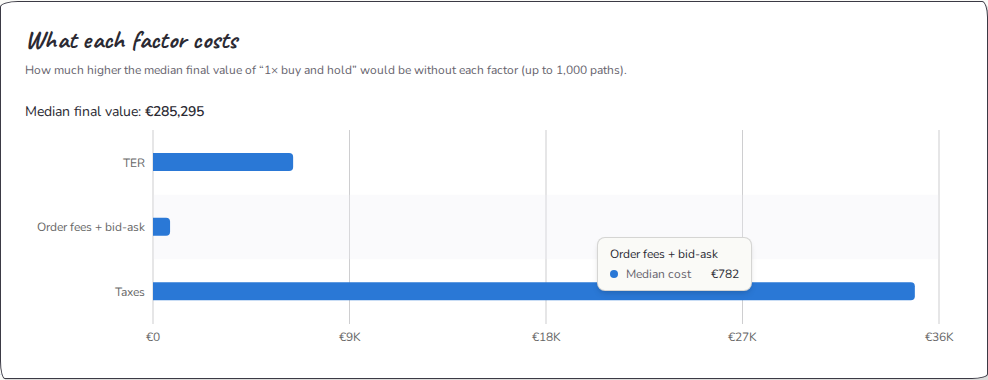 What each factor costs
How much higher the median final value of “1× buy and hold” would be without each factor (up to 1,000 paths).
Median final value: €285,295
TER
Order fees + bid-ask
Order fees + bid-ask
Median cost €782
Taxes
€0 €9K €18K €27K €36K